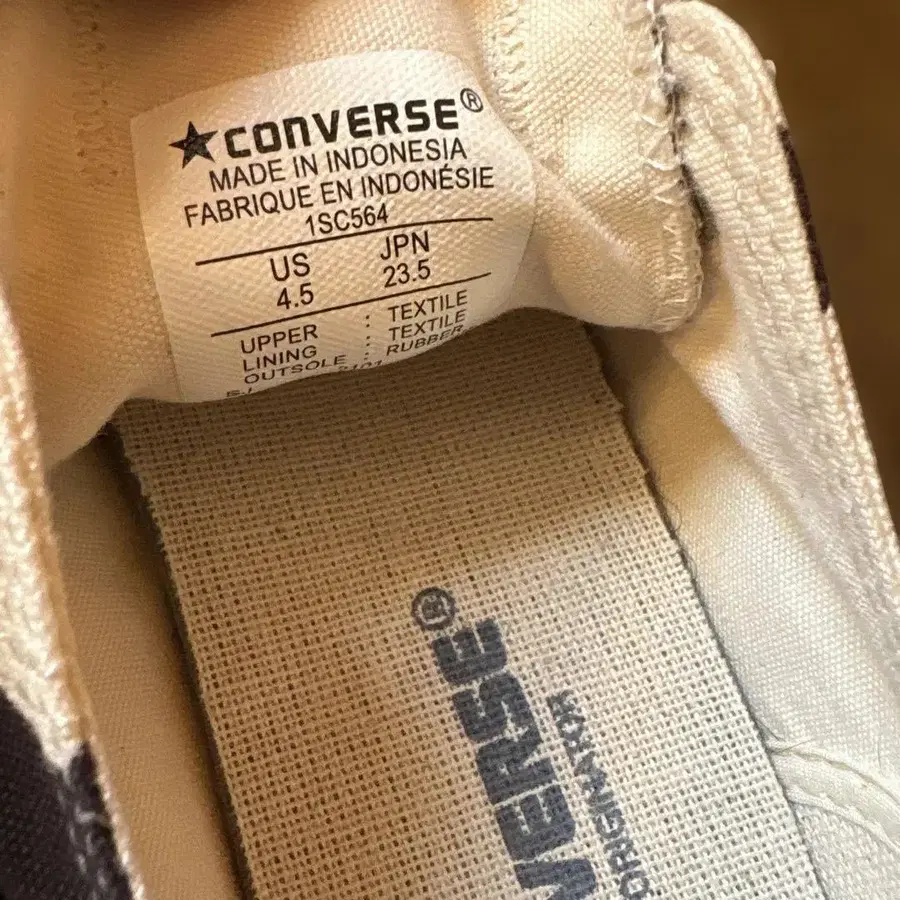 CONVERSE®
MADE IN INDONESIA
FABRIQUE EN INDONÉSIE
1SC564
US JPN
4.5 23.5
UPPER : TEXTILE
LINING : TEXTILE
OUTSOLE : RUBBER
VERSE®
ORIGINATOR